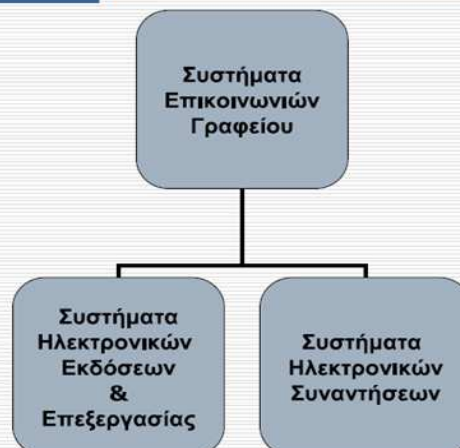 Συστήματα
Επικοινωνιών
Γραφείου
Συστήματα
Ηλεκτρονικών
Εκδόσεων
&
Επεξεργασίας
Συστήματα
Ηλεκτρονικών
Συναντήσεων